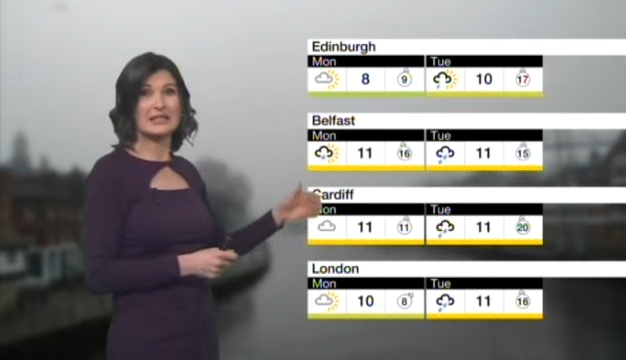 Edinburgh
Mon Tue
8 9 10 17
Belfast
Mon Tue
11 16 11 15
Cardiff
Mon Tue
11 11 11 20
London
Mon Tue
10 8 11 16